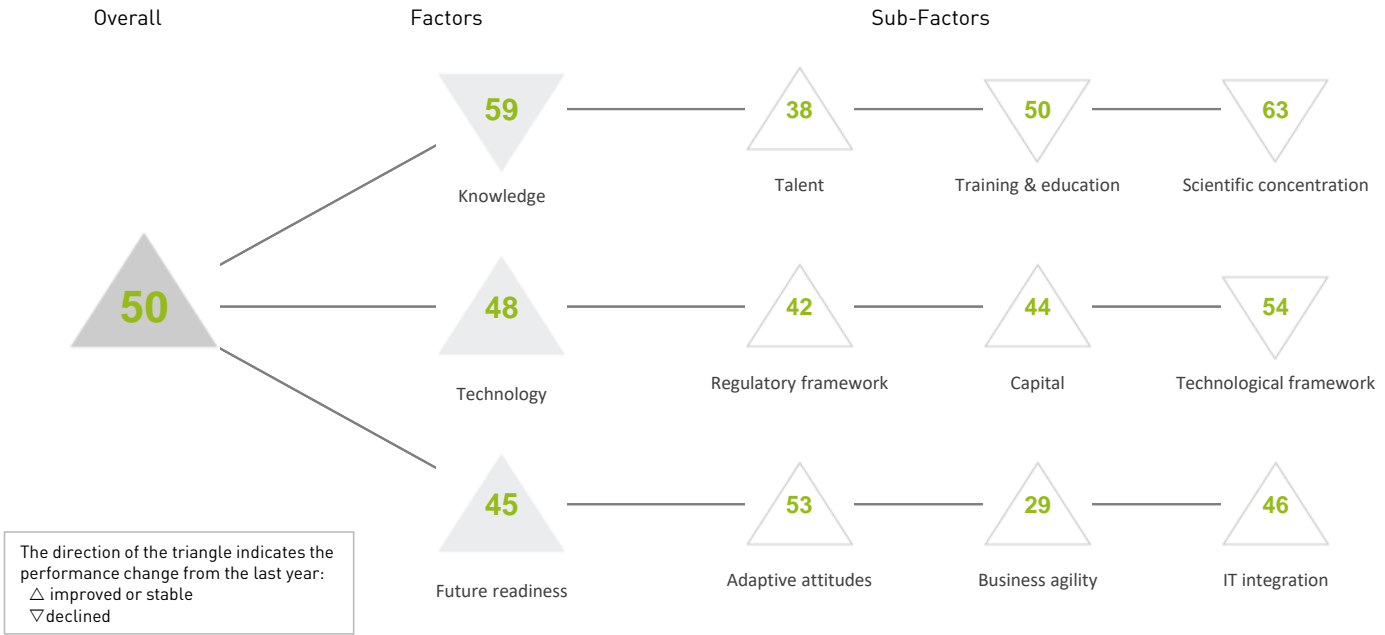 Overall Factors Sub-Factors
59 38 50 63
Knowledge Talent Training & education Scientific concentration
50 48 42 44 54
Technology Regulatory framework Capital Technological framework
45 53 29 46
Future readiness Adaptive attitudes Business agility IT integration
The direction of the triangle indicates the
performance change from the last year:
△ improved or stable
▽ declined